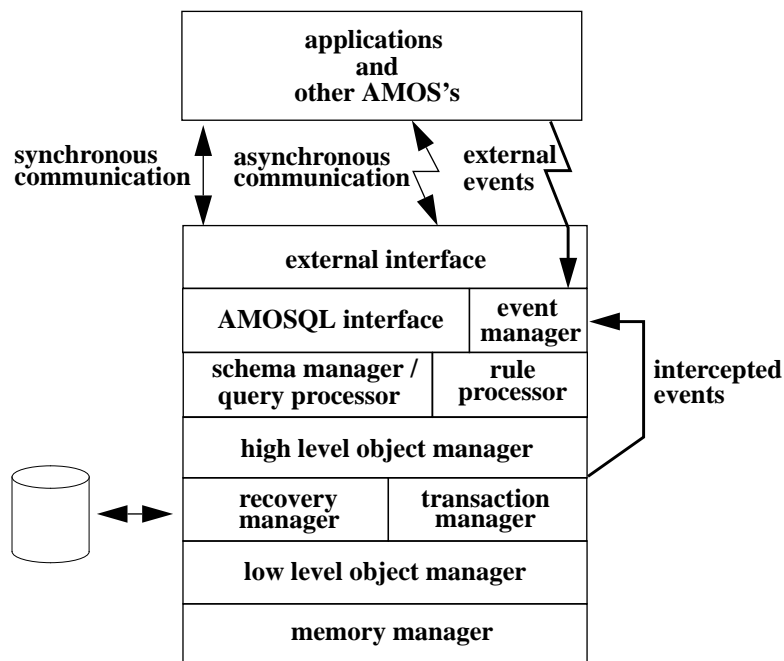 applications
and
other AMOS's
synchronous
communication
asynchronous
communication
external
events
external interface
AMOSQL interface
event
manager
schema manager /
query processor
rule
processor
intercepted
events
high level object manager
recovery
manager
transaction
manager
low level object manager
memory manager